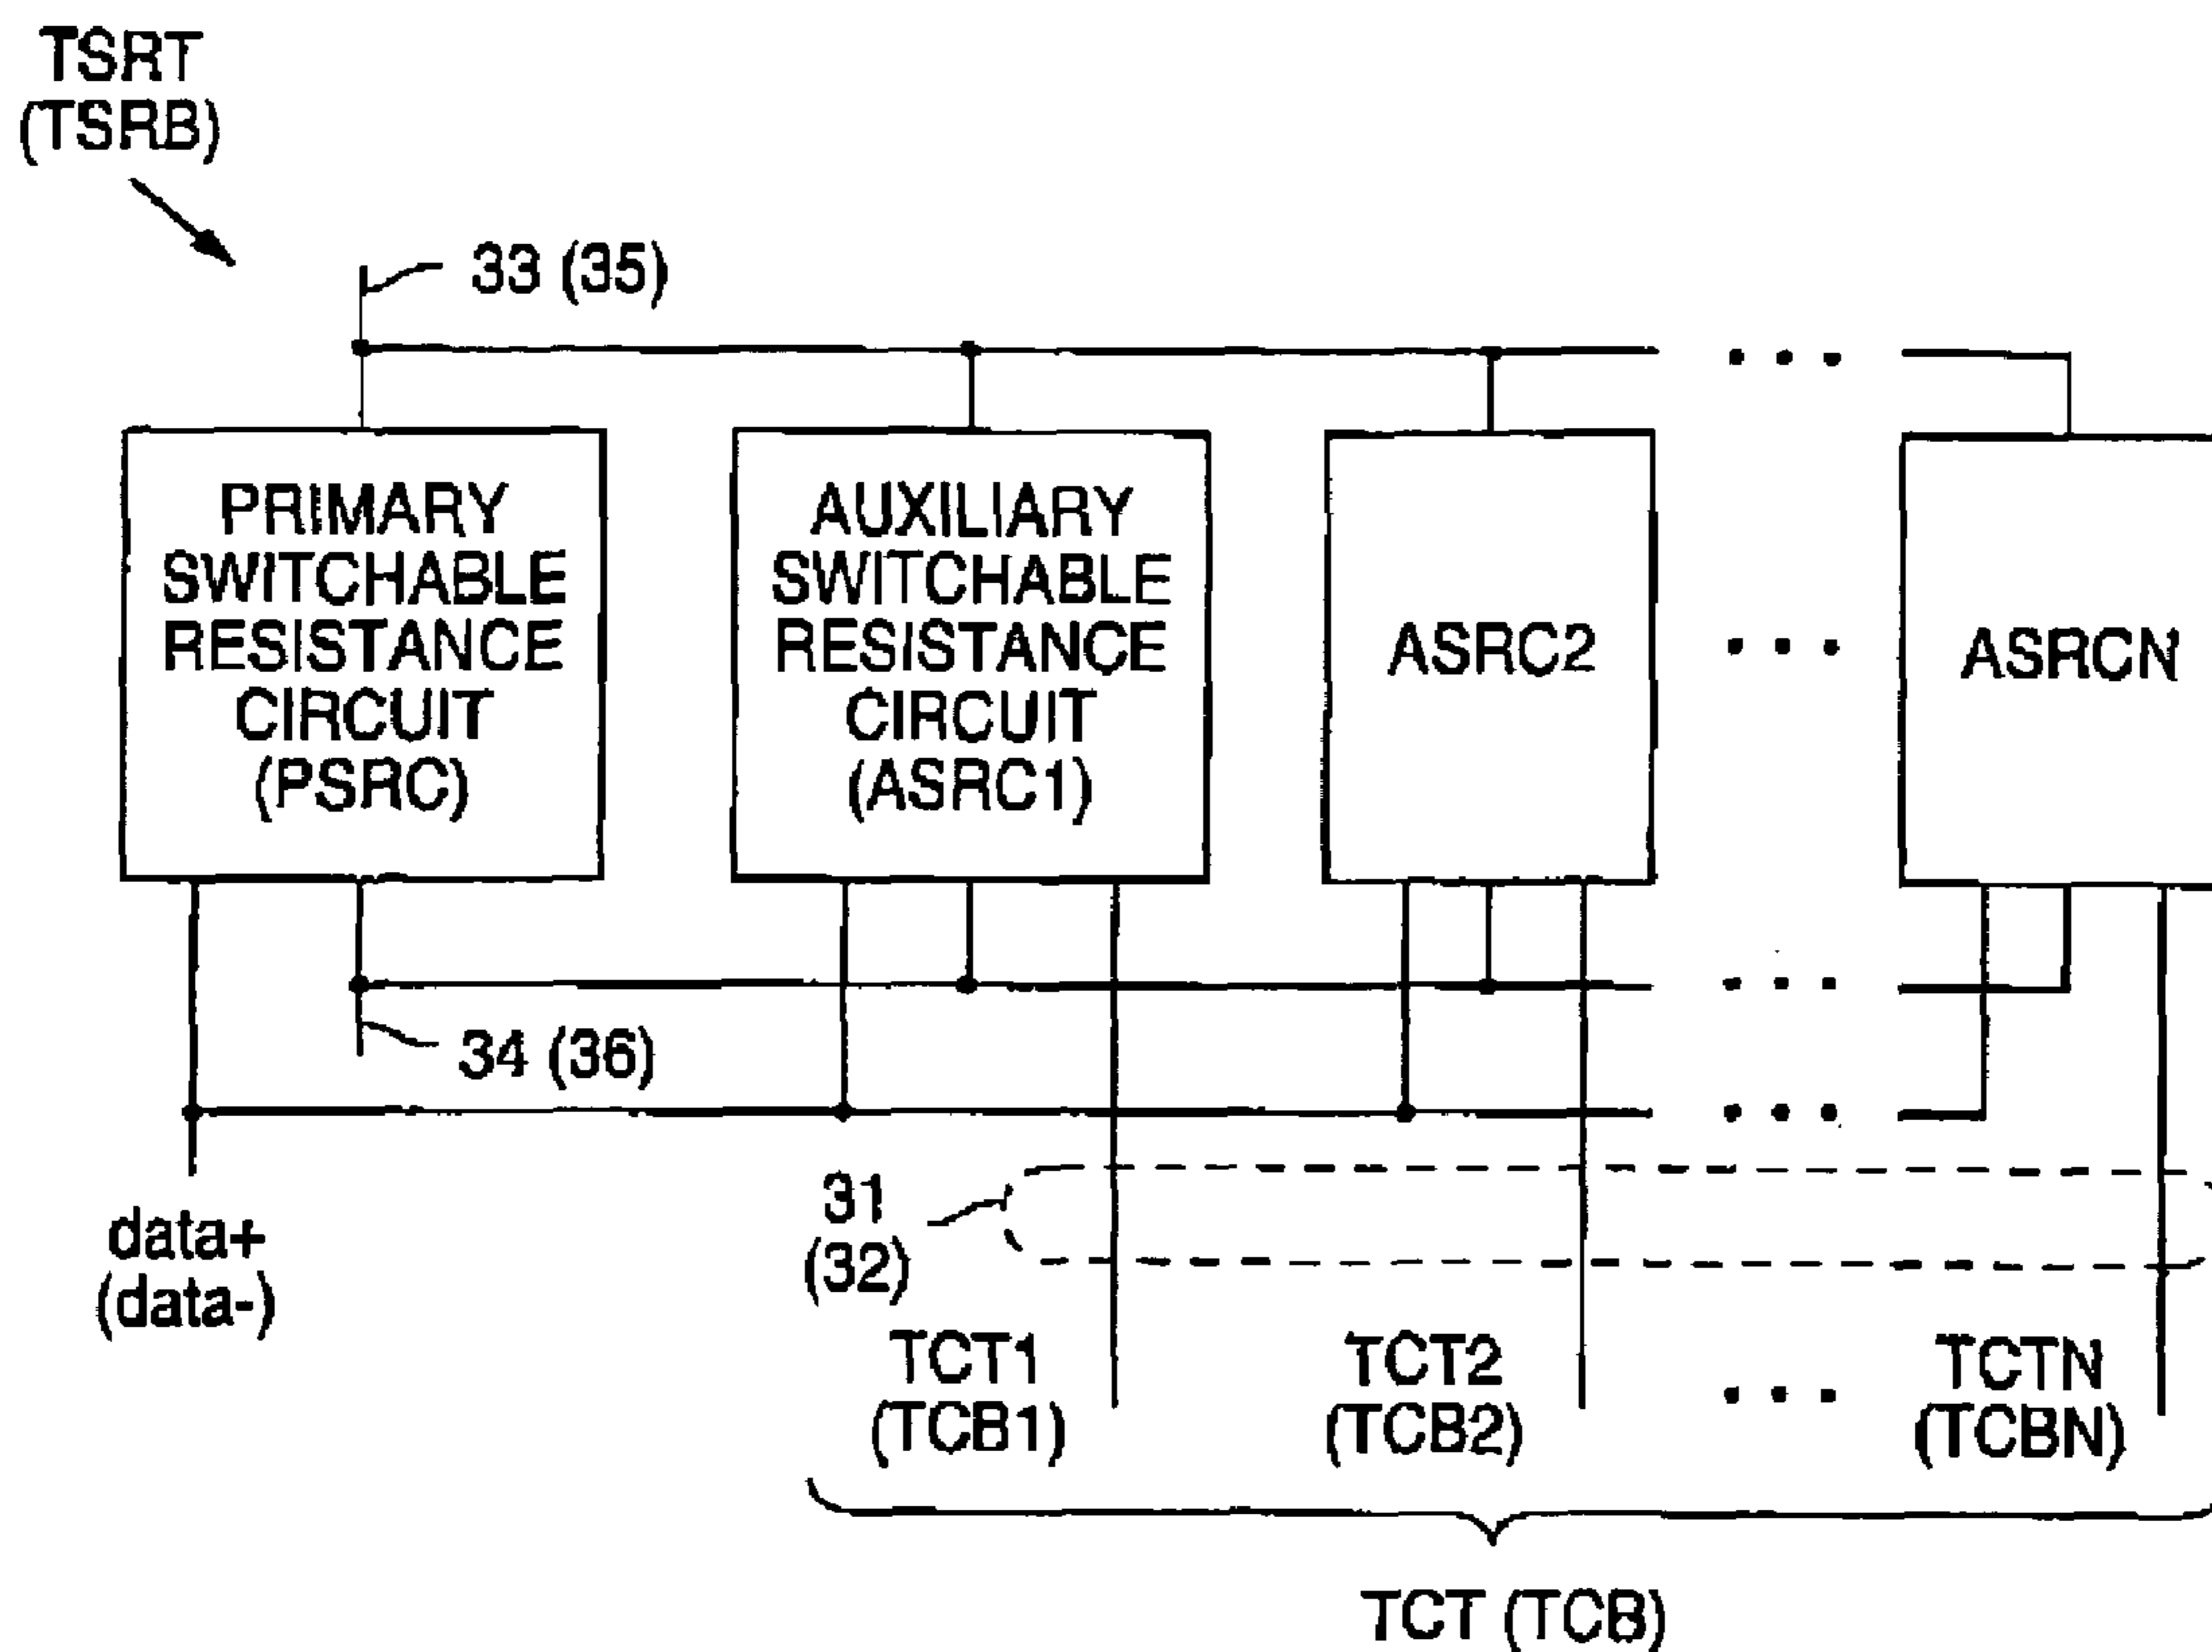 TSRT
(TSRB)
33 (35)
PRIMARY
SWITCHABLE
RESISTANCE
CIRCUIT
(PSRC)
AUXILIARY
SWITCHABLE
RESISTANCE
CIRCUIT
(ASRC1)
ASRC2
ASRCN
34 (36)
data+
(data-)
31
(32)
TCT1
(TCB1)
TCT2
(TCB2)
TCTN
(TCBN)
TCT (TCB)